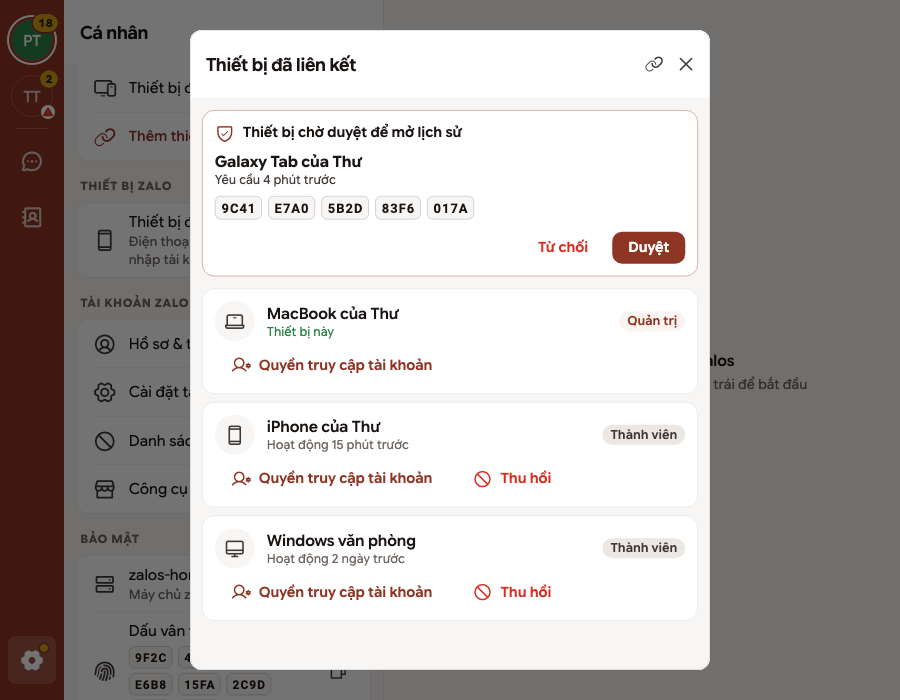 18
PT
2
TT
Cá nhân
Thiết bị
Thêm
THIẾT BỊ ZALO
Thiết bị
Điện thoạ
nhập tài k
TÀI KHOẢN ZALO
Hồ sơ &
Cài đặt
Danh sác
Công cụ
BẢO MẬT
zalos-ho
Máy chủ
Dấu vân
9F2C
E6B8 15FA 2C9D
Thiết bị đã liên kết
Thiết bị chờ duyệt để mở lịch sử
Galaxy Tab của Thư
Yêu cầu 4 phút trước
9C41 E7A0 5B2D 83F6 017A
Từ chối Duyệt
MacBook của Thư
Thiết bị này
Quản trị
Quyền truy cập tài khoản
iPhone của Thư
Hoạt động 15 phút trước
Thành viên
Quyền truy cập tài khoản Thu hồi
Windows văn phòng
Hoạt động 2 ngày trước
Thành viên
Quyền truy cập tài khoản Thu hồi
alos
trái để bắt đầu